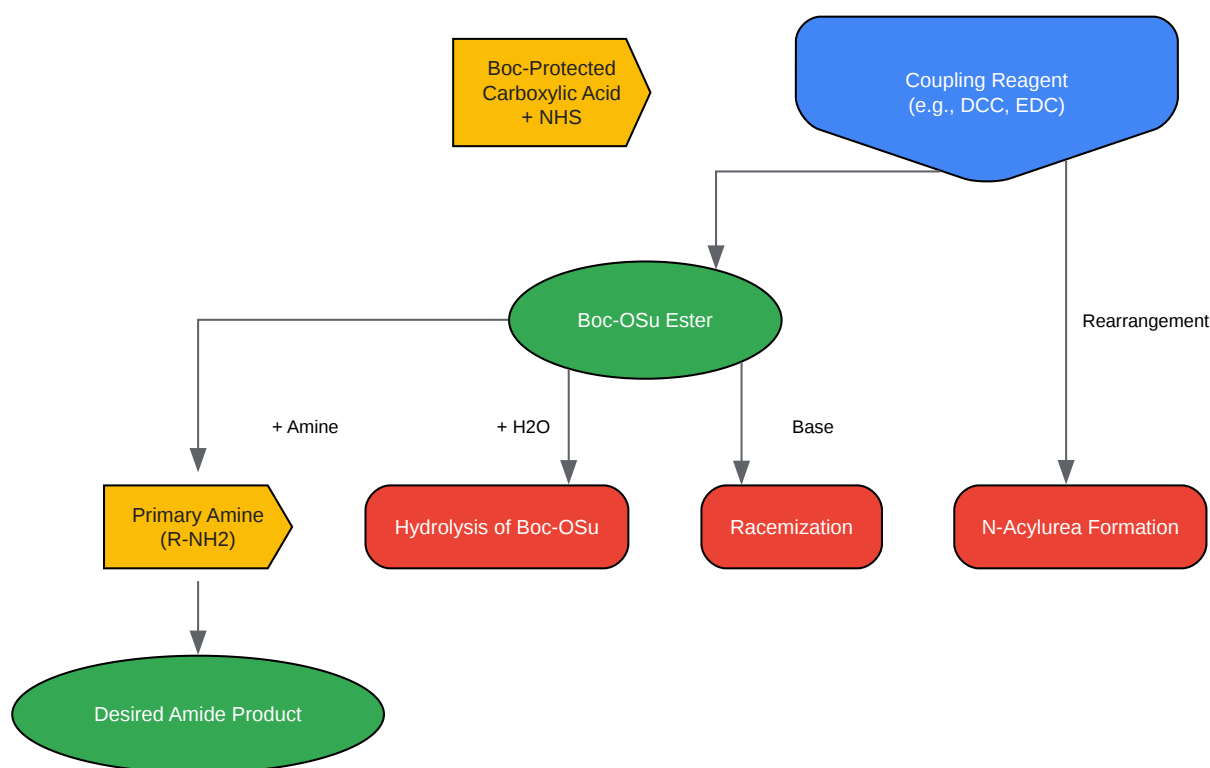 Boc-Protected
Carboxylic Acid
+ NHS
Coupling Reagent
(e.g., DCC, EDC)
Boc-OSu Ester
Rearrangement
+ Amine
+ H2O
Base
Primary Amine
(R-NH2)
Hydrolysis of Boc-OSu
Racemization
N-Acylurea Formation
Desired Amide Product